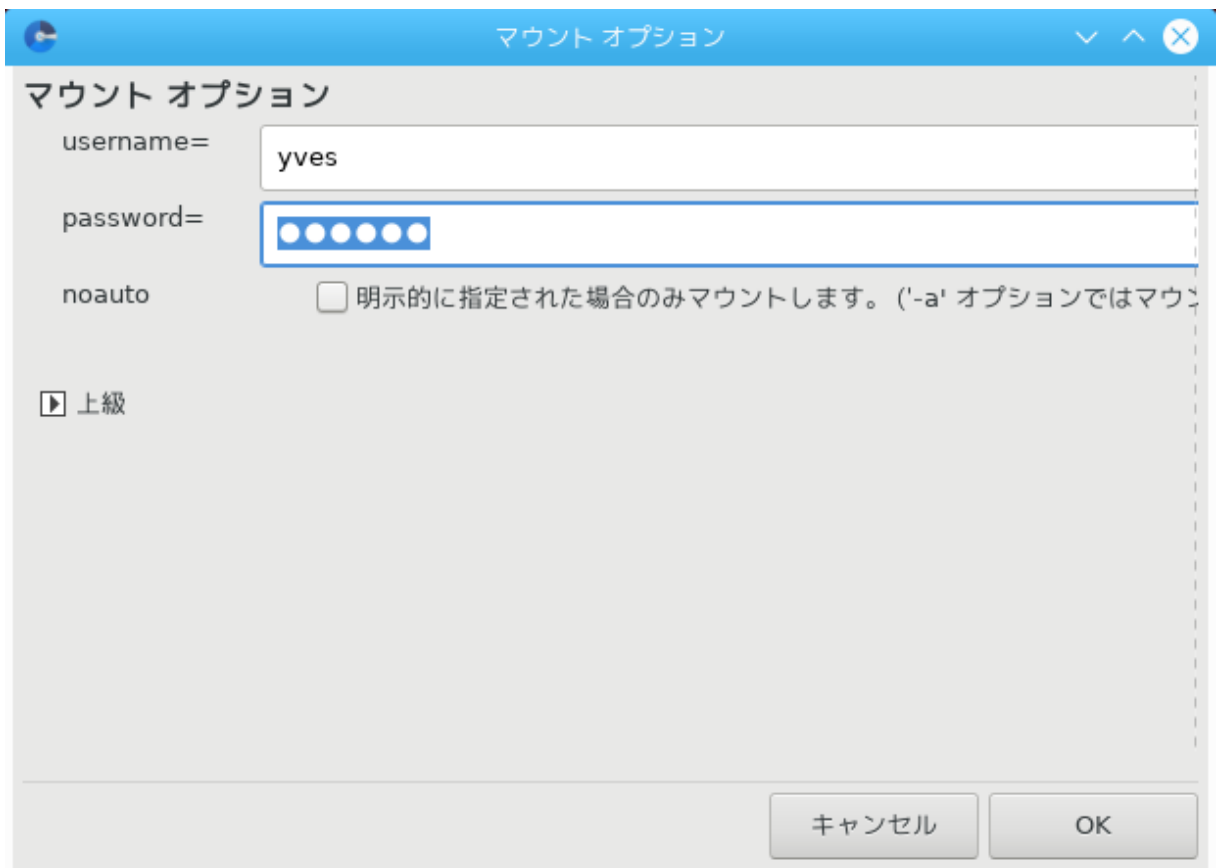 マウント オプション
マウント オプション
username=
yves
password=
●●●●●●
noauto
明示的に指定された場合のみマウントします。 ('-a' オプションではマウ
上級
キャンセル
OK